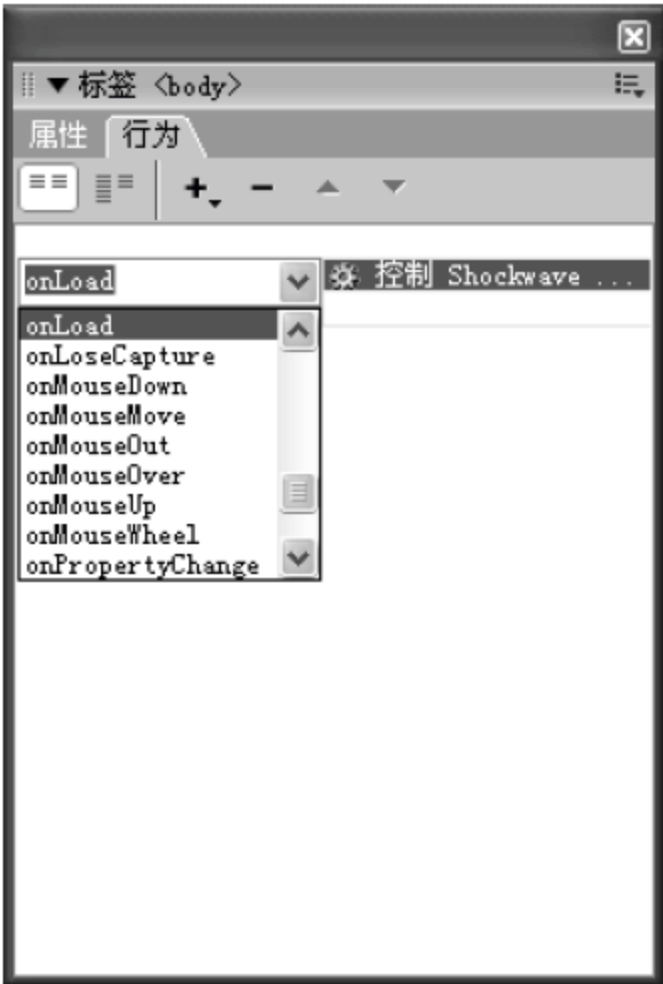 标签 <body>
属性 行为
onLoad 控制 Shockwave ...
onLoad
onLoseCapture
onMouseDown
onMouseMove
onMouseOut
onMouseOver
onMouseUp
onMouseWheel
onPropertyChange